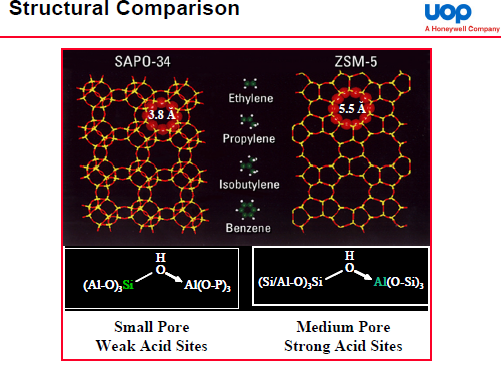 Structural Comparison
uop
A Honeywell Company
SAPO-34
ZSM-5
3.8 Å
5.5 Å
Ethylene
Propylene
Isobutylene
Benzene
H
O
(Al-O)₃Si
Al(O-P)₃
H
O
(Si/Al-O)₃Si
Al(O-Si)₃
Small Pore
Weak Acid Sites
Medium Pore
Strong Acid Sites